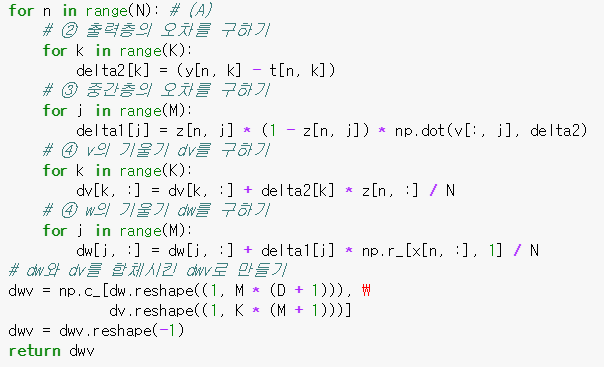 for n in range(N): # (A)
    # ② 출력층의 오차를 구하기
    for k in range(K):
        delta2[k] = (y[n, k] - t[n, k])
    # ③ 중간층의 오차를 구하기
    for j in range(M):
        delta1[j] = z[n, j] * (1 - z[n, j]) * np.dot(v[:, j], delta2)
    # ④ v의 기울기 dv를 구하기
    for k in range(K):
        dv[k, :] = dv[k, :] + delta2[k] * z[n, :] / N
    # ④ w의 기울기 dw를 구하기
    for j in range(M):
        dw[j, :] = dw[j, :] + delta1[j] * np.r_[x[n, :], 1] / N
# dw와 dv를 합체시킨 dwv로 만들기
dwv = np.c_[dw.reshape((1, M * (D + 1))), ₩
            dv.reshape((1, K * (M + 1)))]
dwv = dwv.reshape(-1)
return dwv